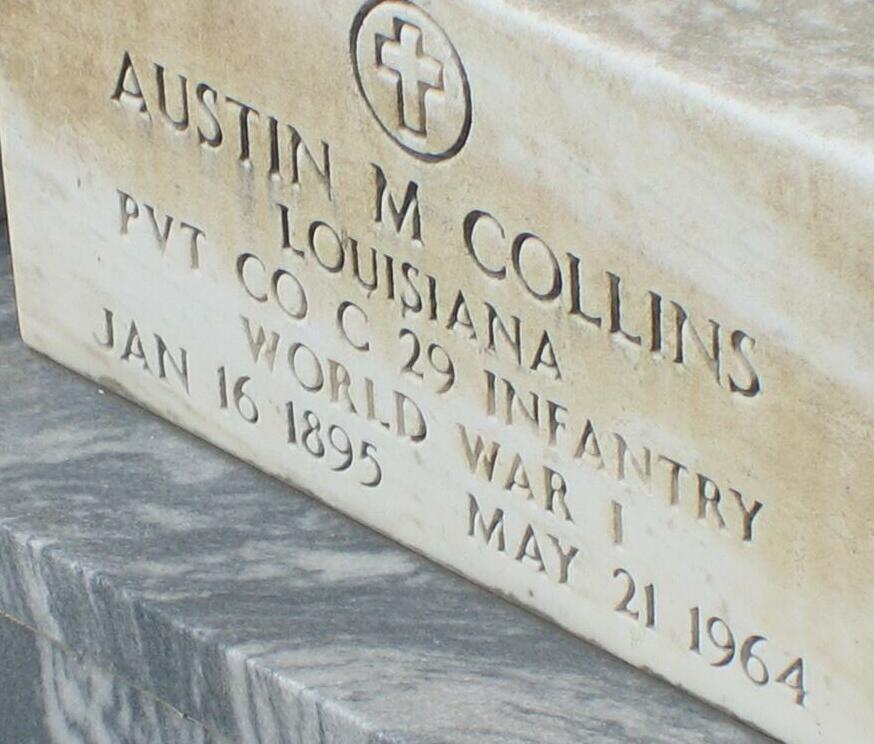 AUSTIN M COLLINS
LOUISIANA
PVT CO C 29 INFANTRY
WORLD WAR I
JAN 16 1895 MAY 21 1964